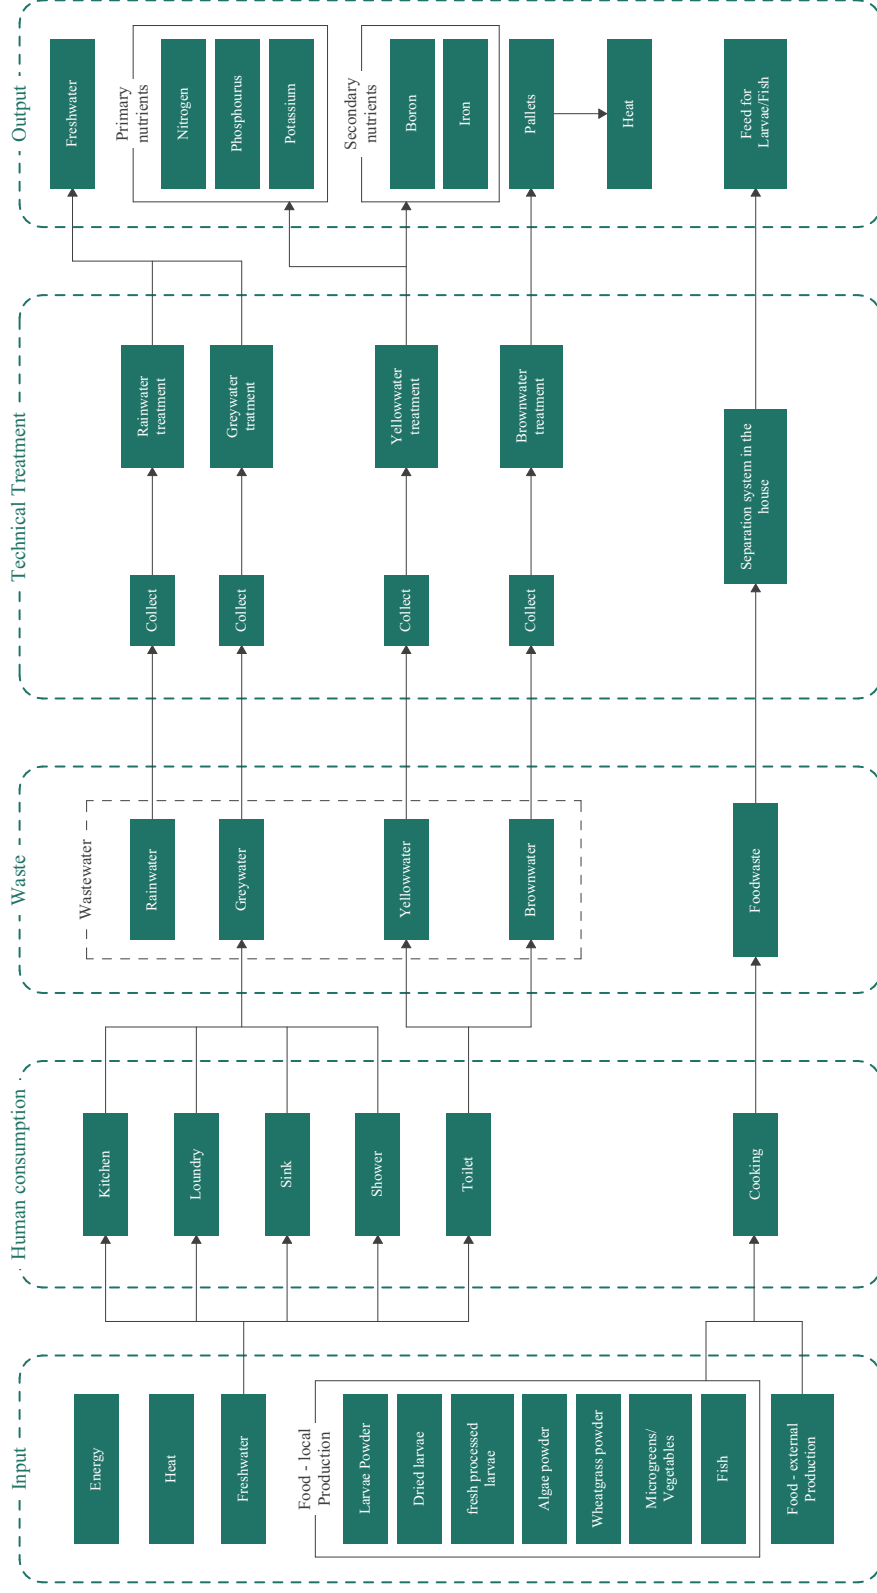 Input
Energy
Heat
Freshwater
Food - local
Production
Larvae Powder
Dried larvae
fresh processed
larvae
Algae powder
Wheatgrass powder
Microgreens/
Vegetables
Fish
Food - external
Production
Human consumption
Kitchen
Loundry
Sink
Shower
Toilet
Cooking
Waste
Wastewater
Rainwater
Greywater
Yellowwater
Brownwater
Foodwaste
Technical Treatment
Collect
Collect
Collect
Collect
Rainwater
treatment
Greywater
tratment
Yellowwater
treatment
Brownwater
treatment
Separation system in the
house
Output
Freshwater
Primary
nutrients
Nitrogen
Phosphourus
Potassium
Secondary
nutrients
Boron
Iron
Pallets
Heat
Feed for
Larvae/Fish